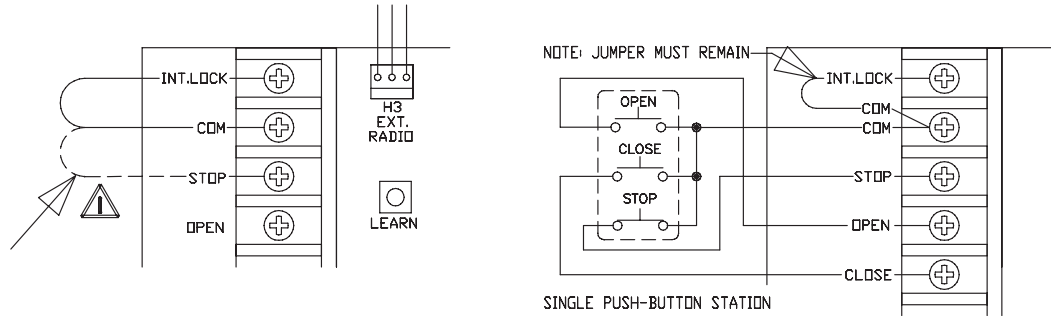 INT.LOCK
COM
STOP
OPEN
H3
EXT.
RADIO
LEARN
NOTE: JUMPER MUST REMAIN
OPEN
CLOSE
STOP
INT.LOCK
COM
COM
STOP
OPEN
CLOSE
SINGLE PUSH-BUTTON STATION